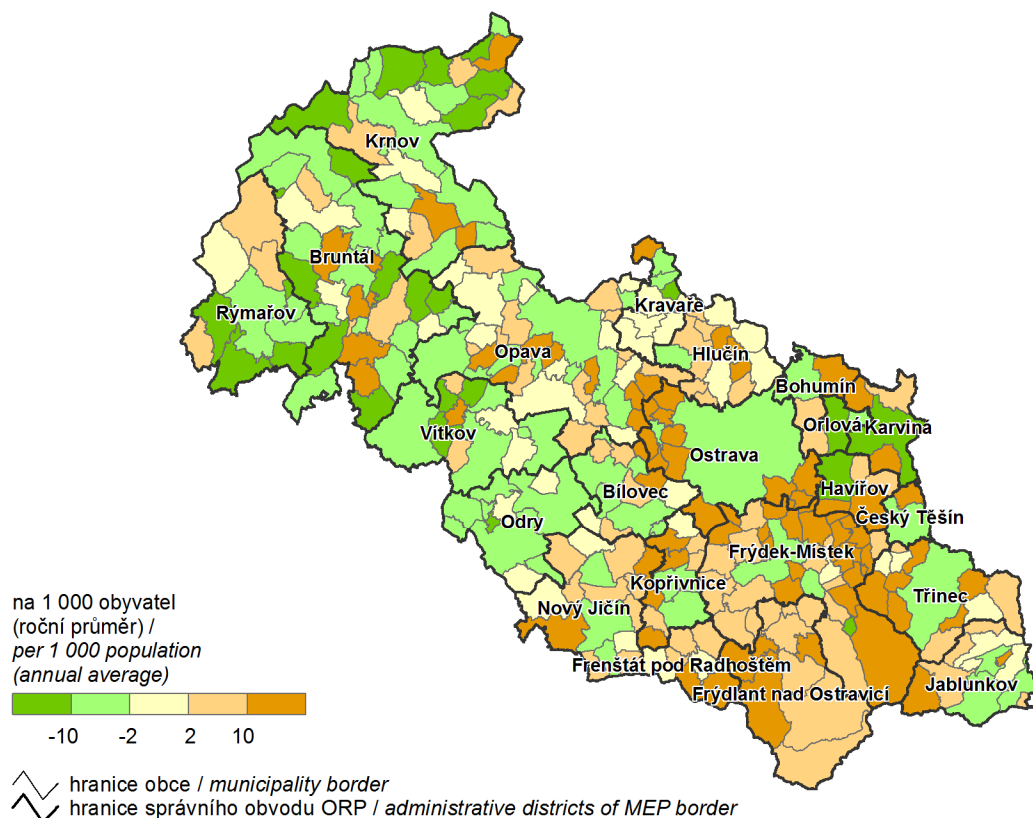 Krnov
Bruntál
Rýmařov
Kravaře
Opava
Hlučín
Bohumín
Vítkov
Orlová
Karviná
Ostrava
Bílovec
Havířov
Odry
Český Těšín
Frýdek-Místek
Kopřivnice
Třinec
Nový Jičín
Frenštát pod Radhoštěm
Jablunkov
Frýdlant nad Ostravicí
na 1 000 obyvatel
(roční průměr) /
per 1 000 population
(annual average)
-10 -2 2 10
hranice obce / municipality border
hranice správního obvodu ORP / administrative districts of MEP border